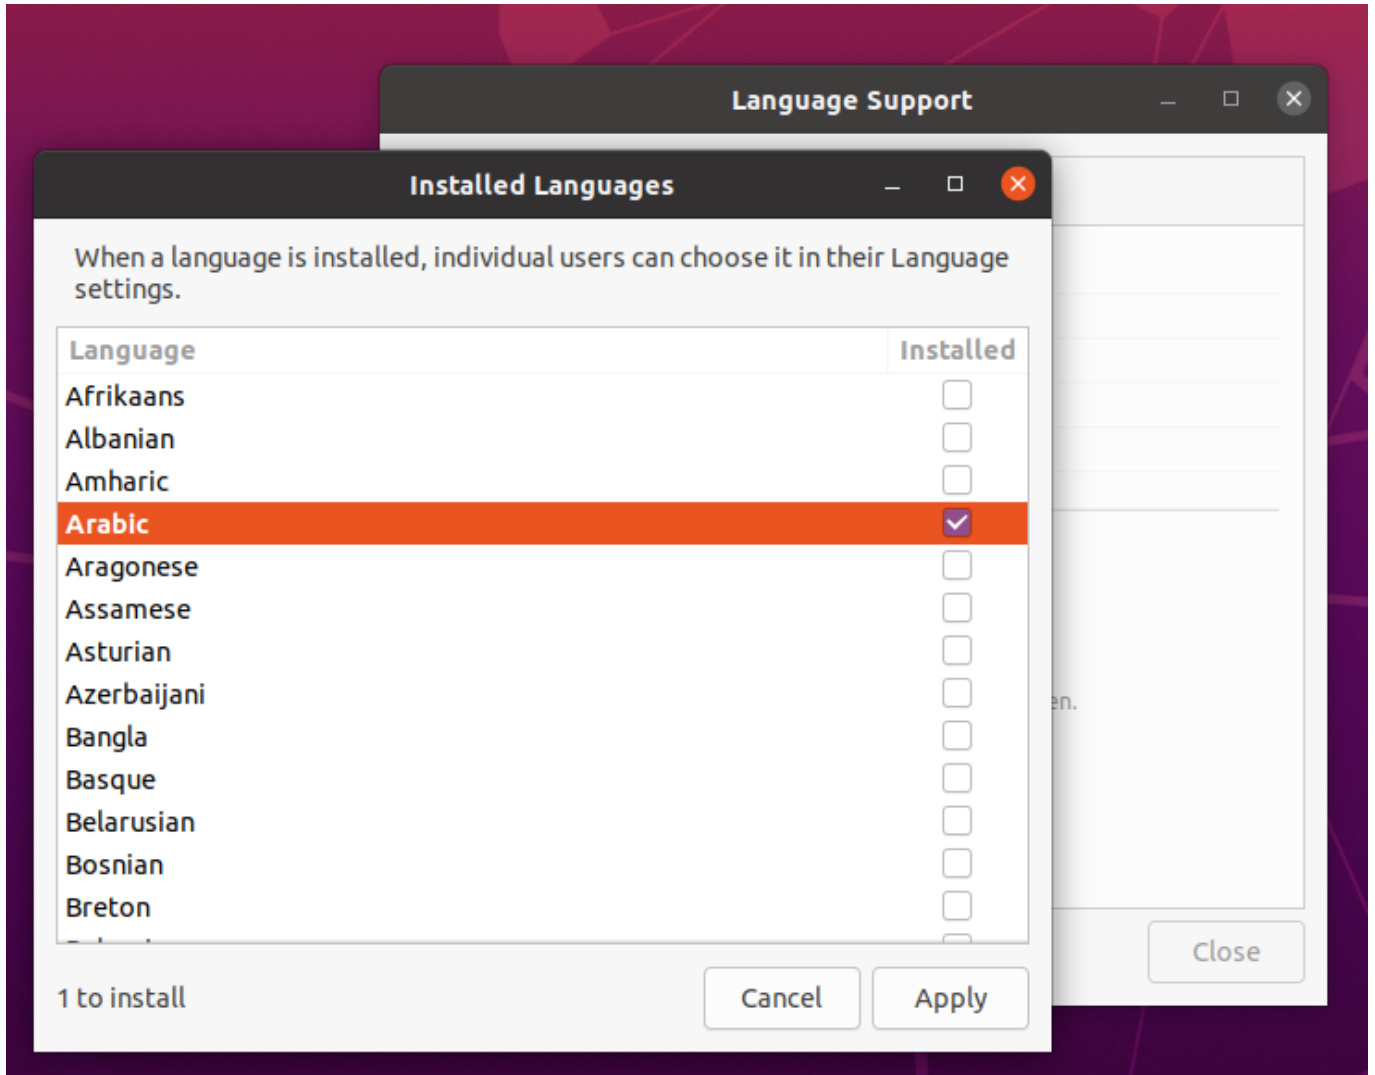 Language Support
Installed Languages
When a language is installed, individual users can choose it in their Language
settings.
Language Installed
Afrikaans
Albanian
Amharic
Arabic
Aragonese
Assamese
Asturian
Azerbaijani
Bangla
Basque
Belarusian
Bosnian
Breton
Close
1 to install Cancel Apply